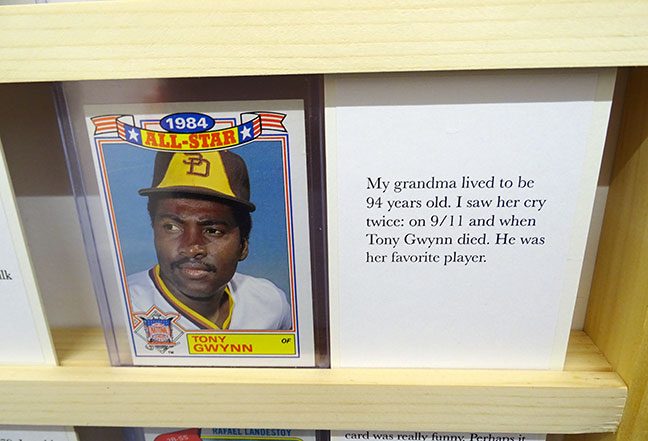 1984
ALL-STAR
PD
TONY
GWYNN
OF
TM
My grandma lived to be
94 years old. I saw her cry
twice: on 9/11 and when
Tony Gwynn died. He was
her favorite player.
RAFAEL LANDESTOY
card was really funny. Perhaps it